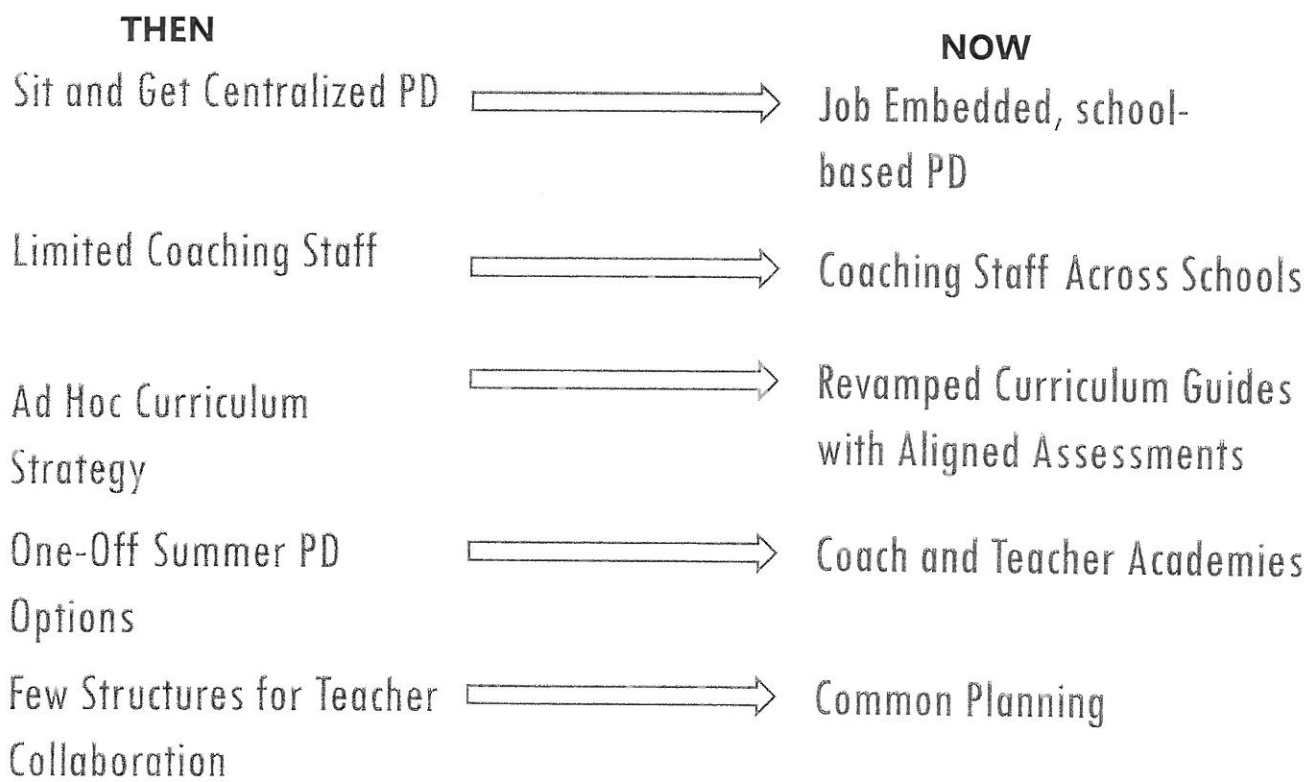 THEN
NOW
Sit and Get Centralized PD
Job Embedded, school-
based PD
Limited Coaching Staff
Coaching Staff Across Schools
Ad Hoc Curriculum
Strategy
Revamped Curriculum Guides
with Aligned Assessments
One-Off Summer PD
Options
Coach and Teacher Academies
Few Structures for Teacher
Collaboration
Common Planning